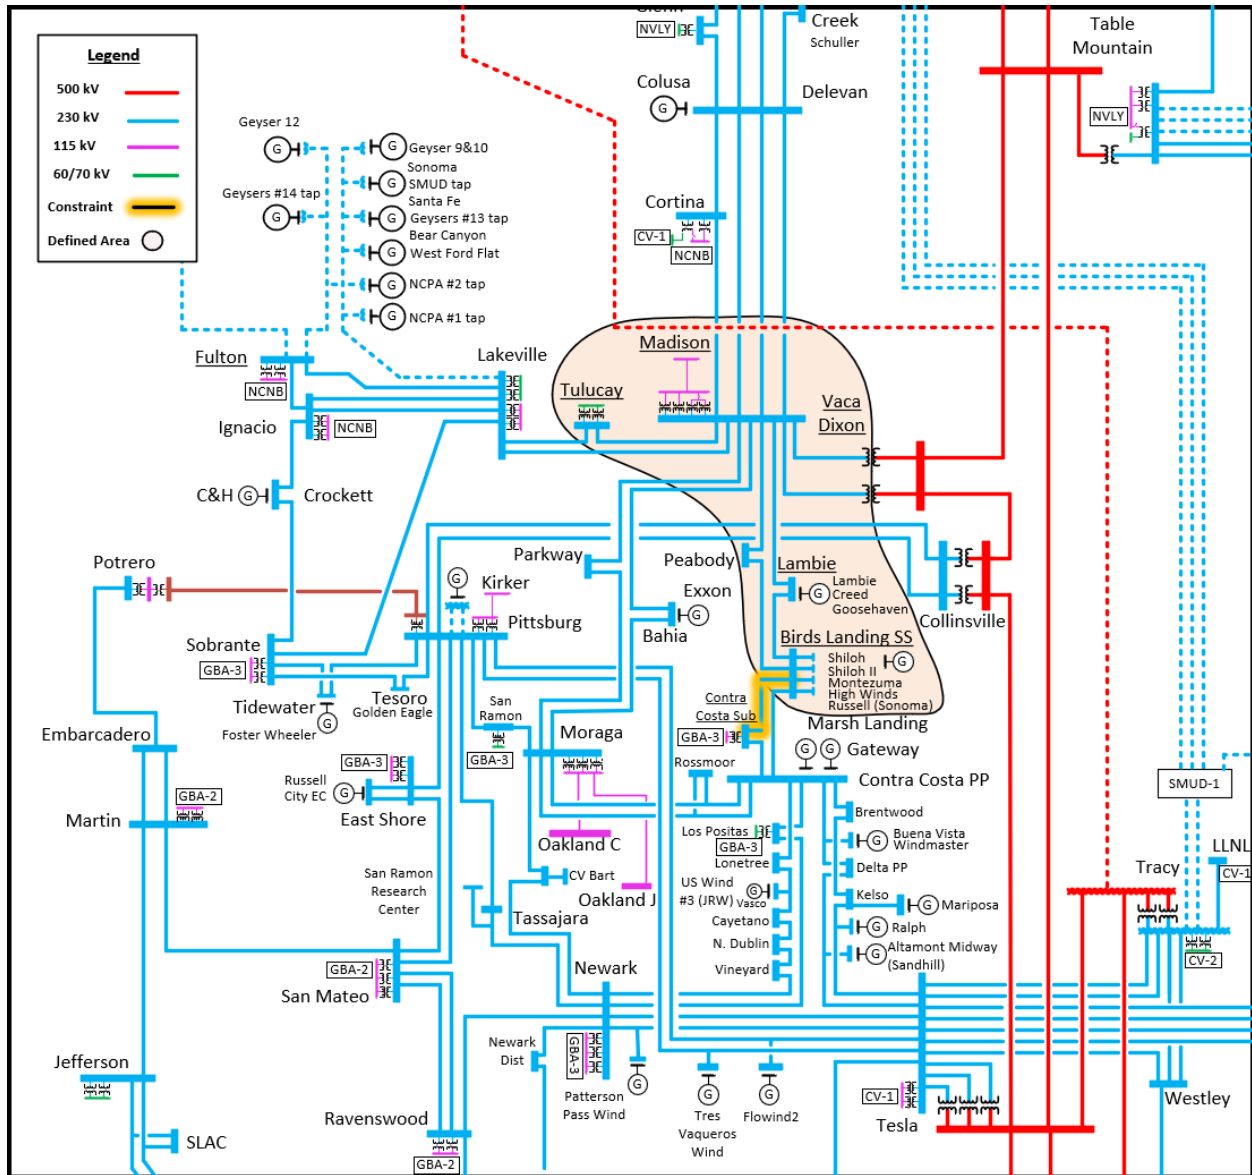 Glenn
NVLY
Creek
Schuller
Table
Mountain
Legend
500 kV
230 kV
115 kV
60/70 kV
Constraint
Defined Area
Colusa
G
Delevan
NVLY
Geyser 12
G
G
Geyser 9&10
Sonoma
G
SMUD tap
Santa Fe
Geysers #14 tap
G
G
Geysers #13 tap
Bear Canyon
G
West Ford Flat
G
NCPA #2 tap
G
NCPA #1 tap
Cortina
CV-1
NCNB
Fulton
NCNB
Lakeville
Madison
Tulucay
Vaca
Dixon
Ignacio
NCNB
C&H
G
Crockett
Potrero
Parkway
Peabody
Lambie
G
Lambie
Creed
Goosehaven
Exxon
G
Bahia
Collinsville
G
Kirker
Pittsburg
Birds Landing SS
Shiloh
G
Shiloh II
Montezuma
High Winds
Russell (Sonoma)
Sobrante
GBA-3
Tidewater
G
Foster Wheeler
Tesoro
Golden Eagle
San
Ramon
GBA-3
Contra
Costa Sub
GBA-3
Marsh Landing
G
G
Gateway
Moraga
Rossmoor
Contra Costa PP
Embarcadero
GBA-3
Russell
City EC
G
East Shore
GBA-2
Martin
SMUD-1
Oakland C
Los Positas
GBA-3
Lonetree
Brentwood
G
Buena Vista
Windmaster
Delta PP
LLNL
CV-1
Tracy
San Ramon
Research
Center
CV Bart
Oakland J
Tassajara
US Wind
#3 (JRW)
G
Vasco
Kelso
G
Mariposa
Cayetano
G
Ralph
N. Dublin
G
Altamont Midway
(Sandhill)
Vineyard
CV-2
GBA-2
San Mateo
Newark
Newark
Dist
GBA-3
G
Patterson
Pass Wind
G
Tres
Vaqueros
Wind
G
Flowind2
CV-1
Tesla
Westley
Jefferson
SLAC
Ravenswood
GBA-2